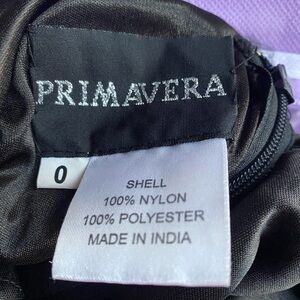 PRIMAVERA
0
SHELL
100% NYLON
100% POLYESTER
MADE IN INDIA